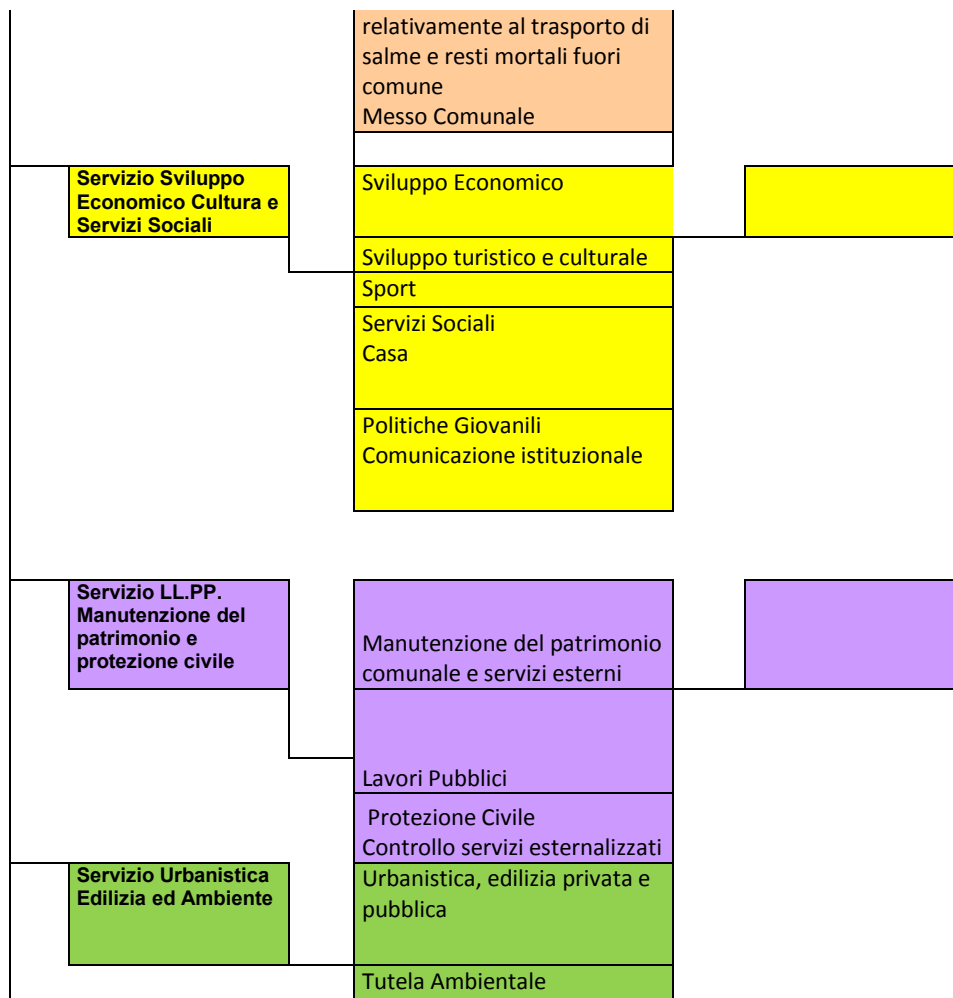 relativamente al trasporto di
salme e resti mortali fuori
comune
Messo Comunale
Servizio Sviluppo
Economico Cultura e
Servizi Sociali
Sviluppo Economico
Sviluppo turistico e culturale
Sport
Servizi Sociali
Casa
Politiche Giovanili
Comunicazione istituzionale
Servizio LL.PP.
Manutenzione del
patrimonio e
protezione civile
Manutenzione del patrimonio
comunale e servizi esterni
Lavori Pubblici
Protezione Civile
Controllo servizi esternalizzati
Servizio Urbanistica
Edilizia ed Ambiente
Urbanistica, edilizia privata e
pubblica
Tutela Ambientale